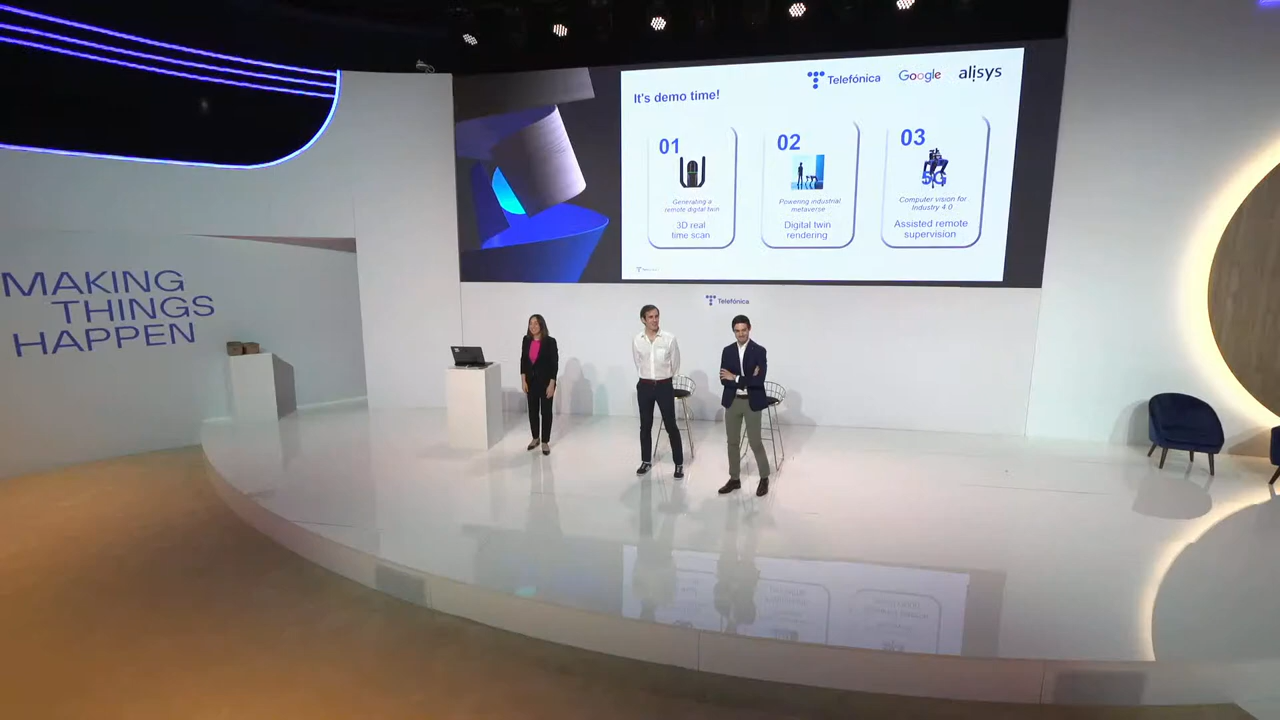 Telefónica
Google
alisys
It's demo time!
01
Generating a
remote digital twin
3D real
time scan
02
Powering industrial
metaverse
Digital twin
rendering
03
5G
Computer vision for
Industry 4.0
Assisted remote
supervision
Telefónica
MAKING
THINGS
HAPPEN